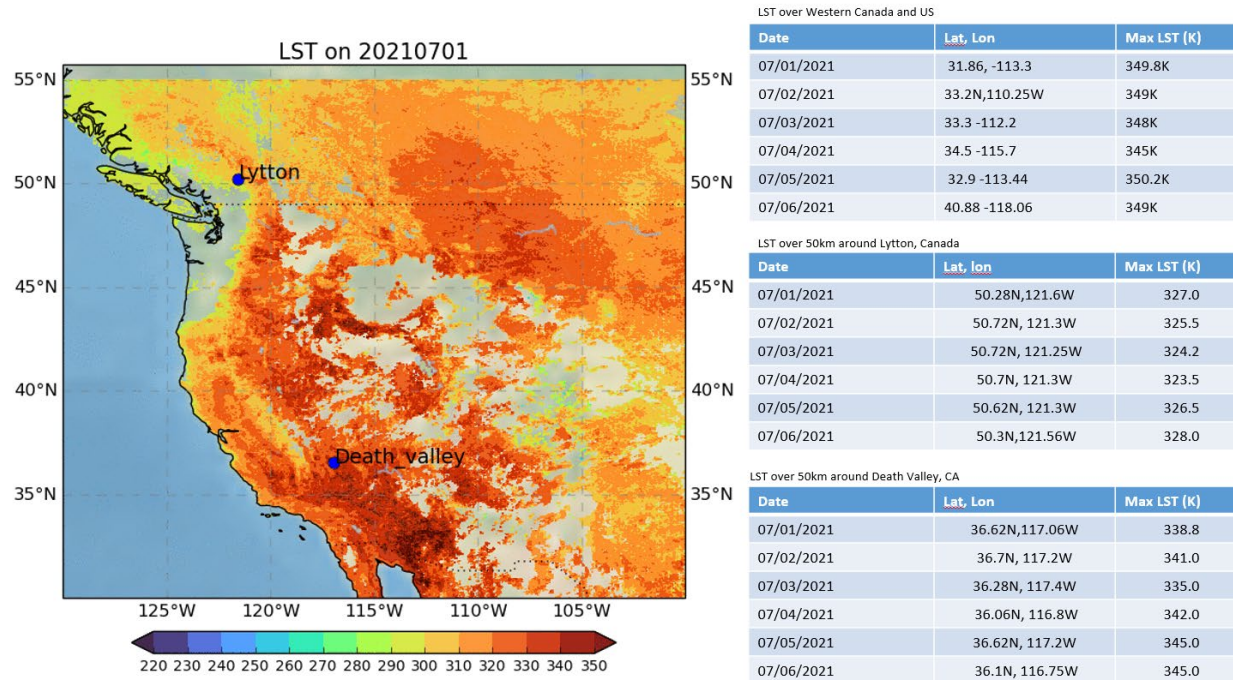 LST on 20210701
55°N
55°N
Lytton
50°N
50°N
45°N
45°N
40°N
40°N
Death_valley
35°N
35°N
125°W 120°W 115°W 110°W 105°W
220 230 240 250 260 270 280 290 300 310 320 330 340 350
LST over Western Canada and US
Date Lat, Lon Max LST (K)
07/01/2021 31.86, -113.3 349.8K
07/02/2021 33.2N,110.25W 349K
07/03/2021 33.3 -112.2 348K
07/04/2021 34.5 -115.7 345K
07/05/2021 32.9 -113.44 350.2K
07/06/2021 40.88 -118.06 349K
LST over 50km around Lytton, Canada
Date Lat, lon Max LST (K)
07/01/2021 50.28N,121.6W 327.0
07/02/2021 50.72N, 121.3W 325.5
07/03/2021 50.72N, 121.25W 324.2
07/04/2021 50.7N, 121.3W 323.5
07/05/2021 50.62N, 121.3W 326.5
07/06/2021 50.3N,121.56W 328.0
LST over 50km around Death Valley, CA
Date Lat, Lon Max LST (K)
07/01/2021 36.62N,117.06W 338.8
07/02/2021 36.7N, 117.2W 341.0
07/03/2021 36.28N, 117.4W 335.0
07/04/2021 36.06N, 116.8W 342.0
07/05/2021 36.62N, 117.2W 345.0
07/06/2021 36.1N, 116.75W 345.0